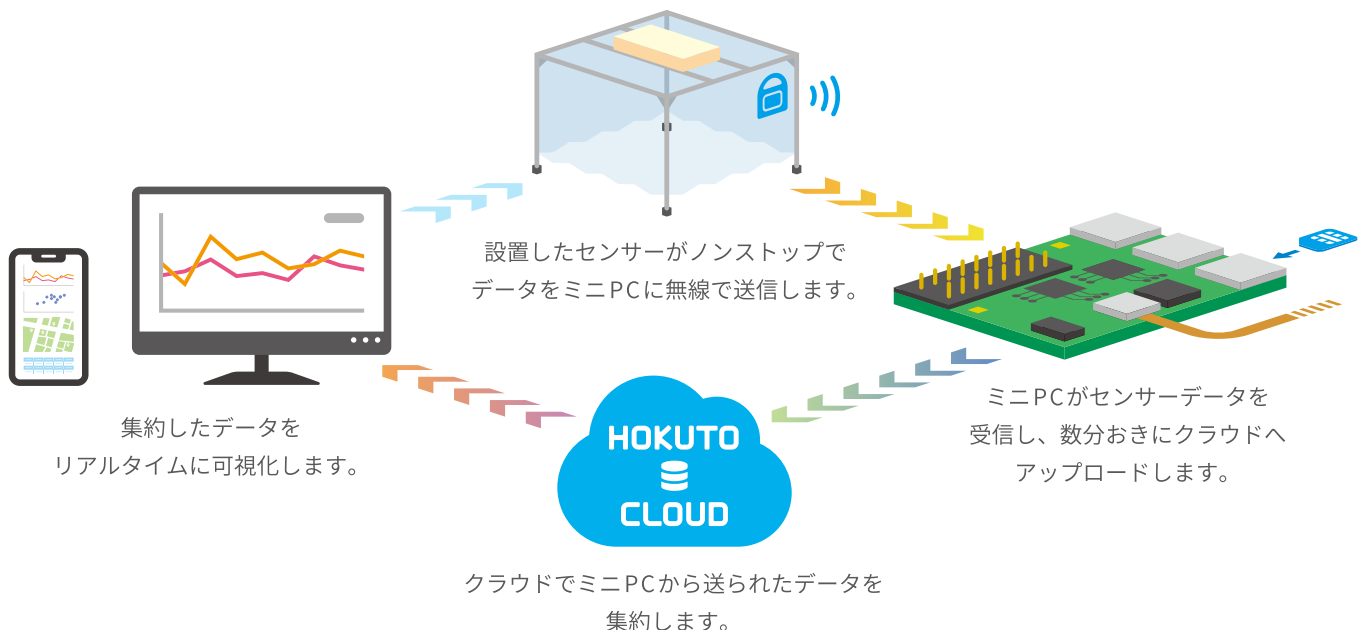 設置したセンサーがノンストップで
データをミニPCに無線で送信します。
SIM
ミニPCがセンサーデータを
受信し、数分おきにクラウドへ
アップロードします。
HOKUTO
CLOUD
クラウドでミニPCから送られたデータを
集約します。
集約したデータを
リアルタイムに可視化します。